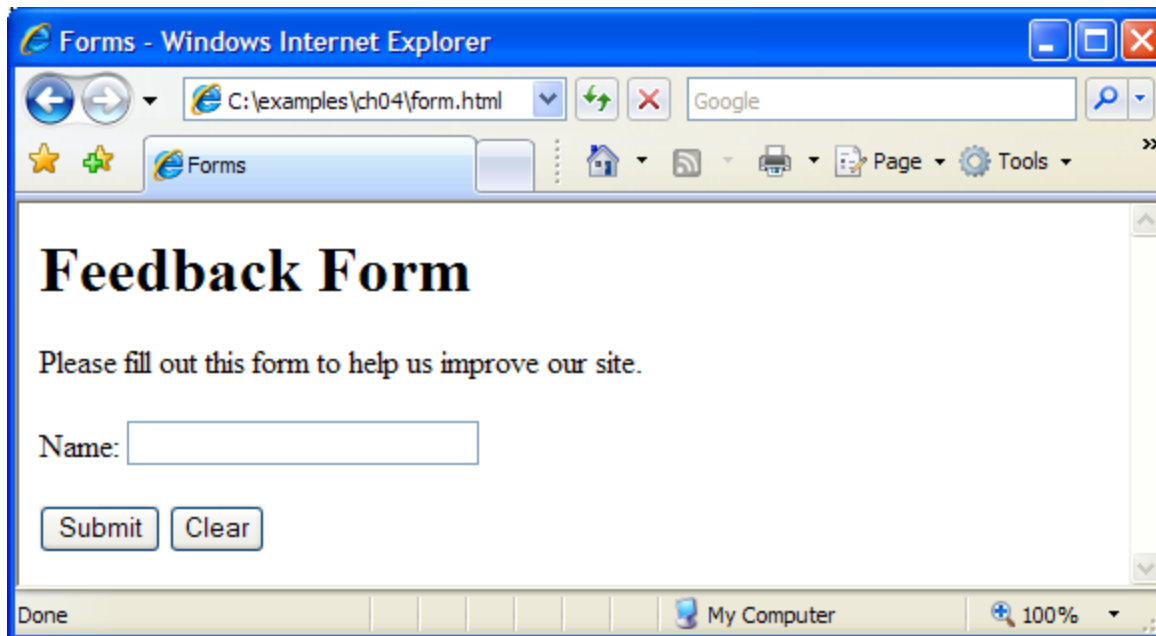 Forms - Windows Internet Explorer
C:\examples\ch04\form.html Google
Forms Page Tools »
Feedback Form
Please fill out this form to help us improve our site.
Name:
Submit Clear
Done My Computer 100%